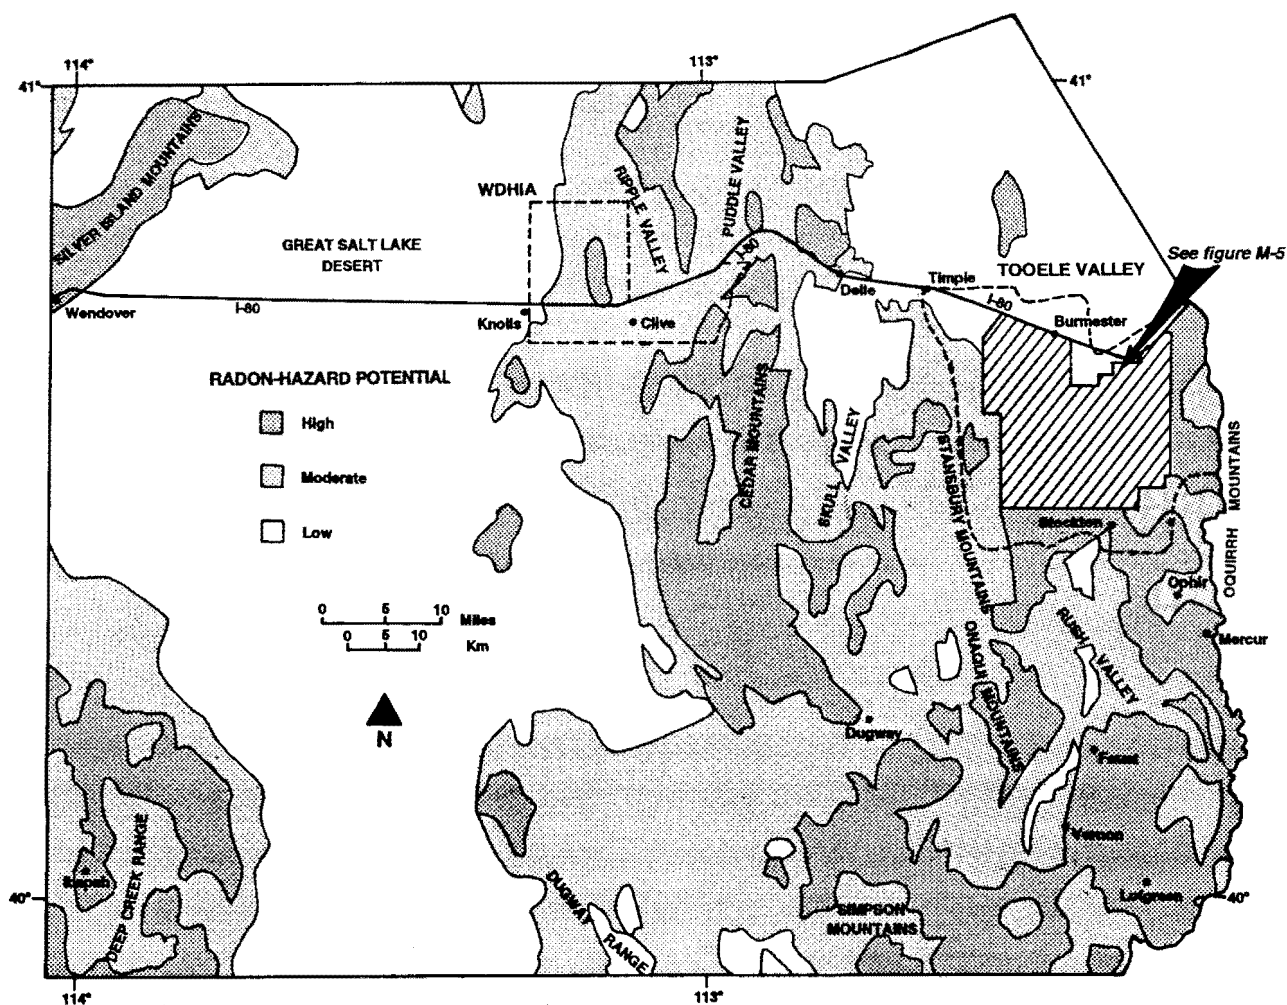 114°
113°
41°
41°
SILVER ISLAND MOUNTAINS
WDHIA
RIPPLE VALLEY
PUDDLE VALLEY
I-80
GREAT SALT LAKE
DESERT
See figure M-5
TOOELE VALLEY
Timpie
Delle
I-80
Burmester
Wendover
I-80
Knolls
Clive
RADON-HAZARD POTENTIAL
High
Moderate
Low
CEDAR MOUNTAINS
SKULL VALLEY
STANSBURY MOUNTAINS
OQUIRRH MOUNTAINS
Stockton
Ophir
Mercur
RUSH VALLEY
ONAQUI MOUNTAINS
0 5 10
Miles
0 5 10
Km
N
Dugway
Faust
Vernon
Lofgreen
Ibapah
DEEP CREEK RANGE
DUGWAY RANGE
SIMPSON
MOUNTAINS
40°
40°
114°
113°